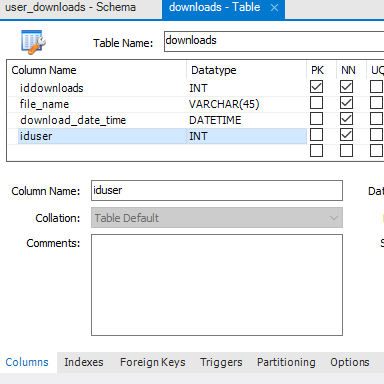 user_downloads - Schema downloads - Table ×
Table Name: downloads
Column Name Datatype PK NN UQ
iddownloads INT
file_name VARCHAR(45)
download_date_time DATETIME
iduser INT
Column Name: iduser Dat
Collation: Table Default
Comments: S
Columns Indexes Foreign Keys Triggers Partitioning Options